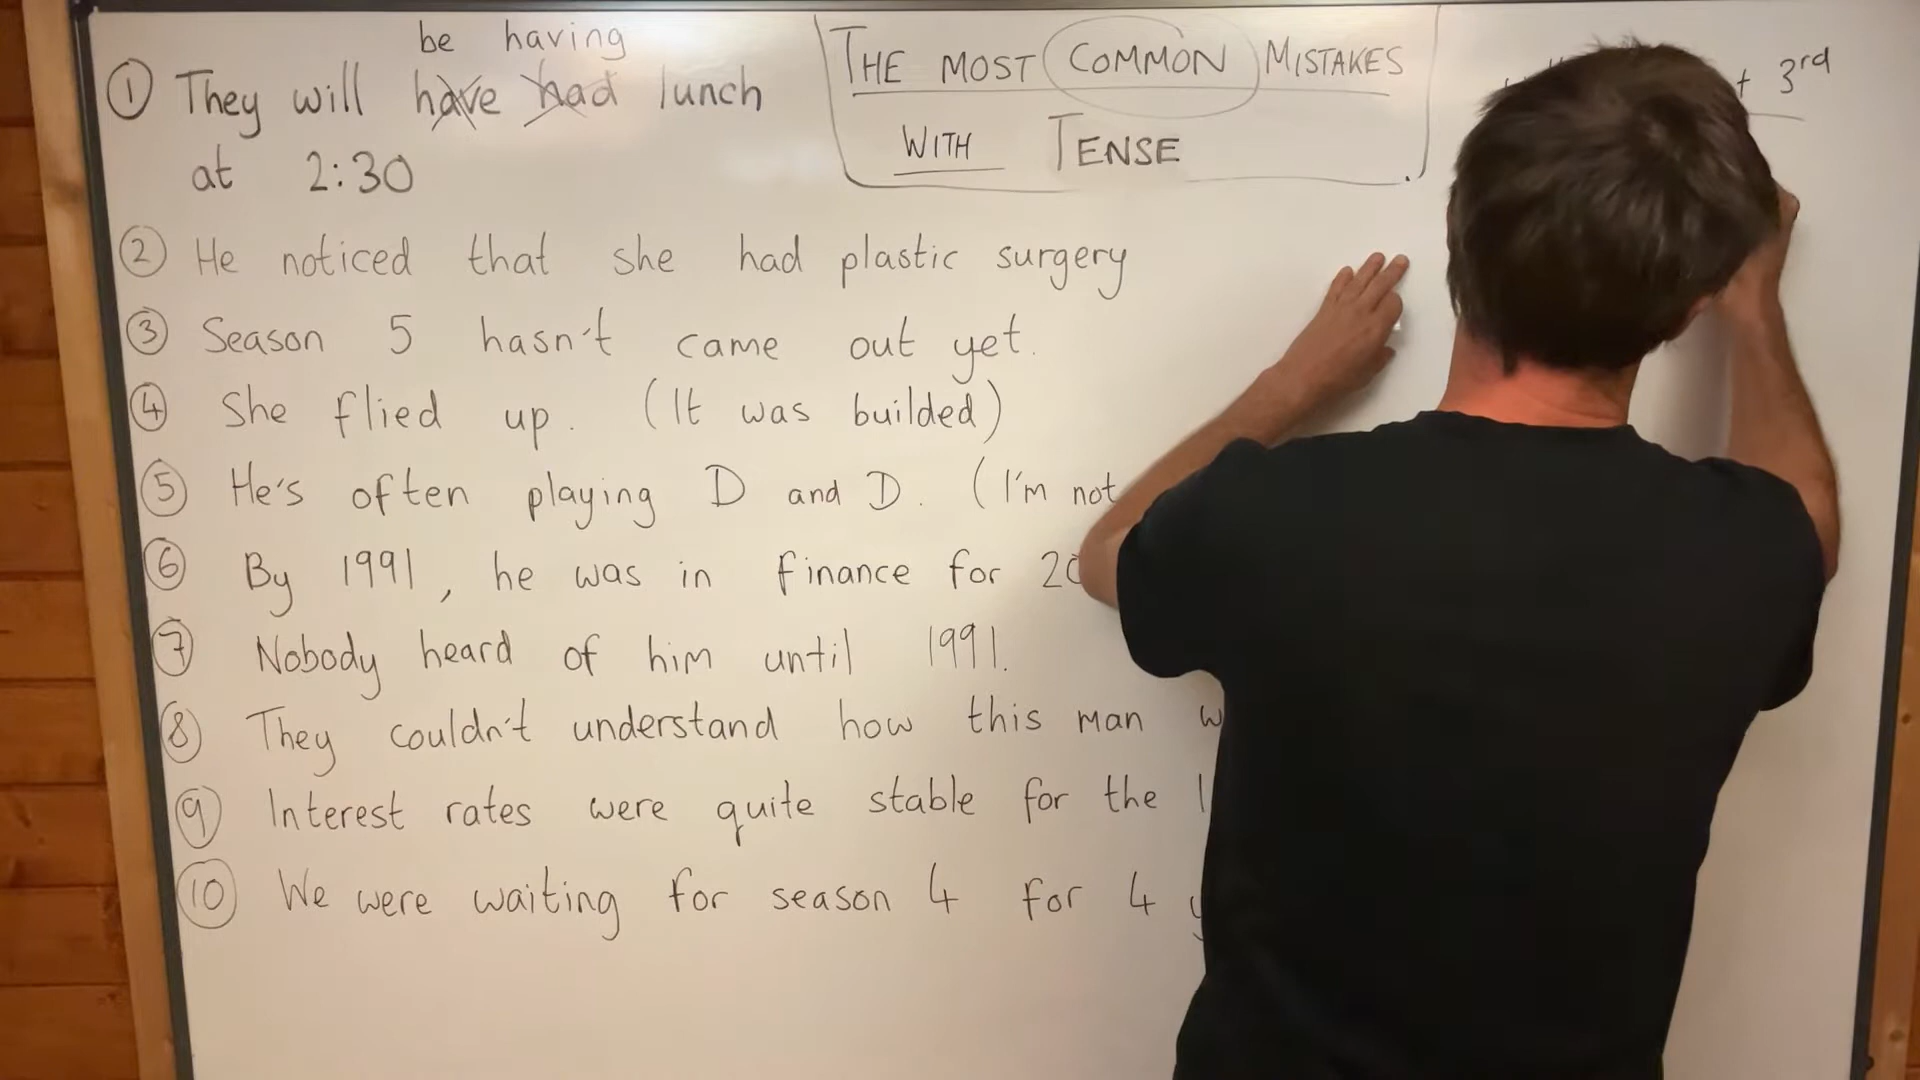 be having
① They will have had lunch
at 2:30
THE MOST COMMON MISTAKES
WITH TENSE
+ 3rd
② He noticed that she had plastic surgery
③ Season 5 hasn't came out yet.
④ She flied up. (It was builded)
⑤ He's often playing D and D. (I'm not
⑥ By 1991, he was in finance for 20
⑦ Nobody heard of him until 1991.
⑧ They couldn't understand how this man
⑨ Interest rates were quite stable for the
⑩ We were waiting for season 4 for 4